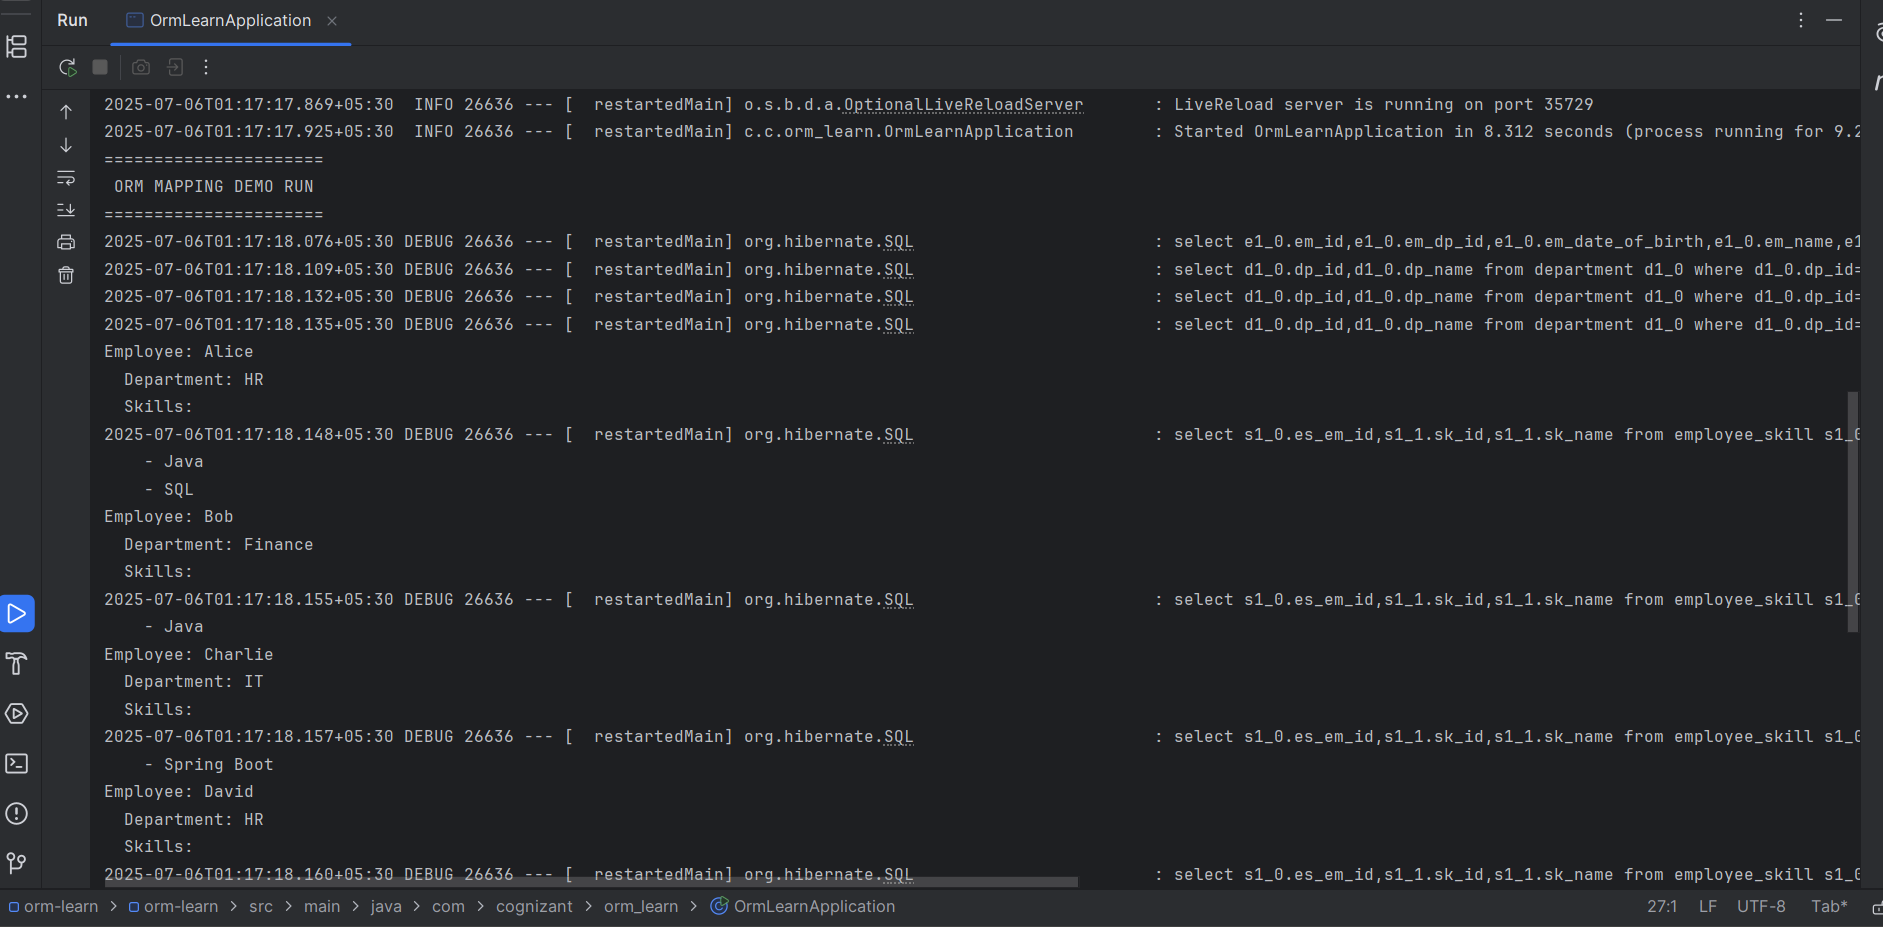 Run OrmLearnApplication
2025-07-06T01:17:17.869+05:30  INFO 26636 --- [  restartedMain] o.s.b.d.a.OptionalLiveReloadServer       : LiveReload server is running on port 35729
2025-07-06T01:17:17.925+05:30  INFO 26636 --- [  restartedMain] c.c.orm_learn.OrmLearnApplication        : Started OrmLearnApplication in 8.312 seconds (process running for 9.2
======================
 ORM MAPPING DEMO RUN
======================
2025-07-06T01:17:18.076+05:30 DEBUG 26636 --- [  restartedMain] org.hibernate.SQL                        : select e1_0.em_id,e1_0.em_dp_id,e1_0.em_date_of_birth,e1_0.em_name,e1
2025-07-06T01:17:18.109+05:30 DEBUG 26636 --- [  restartedMain] org.hibernate.SQL                        : select d1_0.dp_id,d1_0.dp_name from department d1_0 where d1_0.dp_id=
2025-07-06T01:17:18.132+05:30 DEBUG 26636 --- [  restartedMain] org.hibernate.SQL                        : select d1_0.dp_id,d1_0.dp_name from department d1_0 where d1_0.dp_id=
2025-07-06T01:17:18.135+05:30 DEBUG 26636 --- [  restartedMain] org.hibernate.SQL                        : select d1_0.dp_id,d1_0.dp_name from department d1_0 where d1_0.dp_id=
Employee: Alice
  Department: HR
  Skills:
2025-07-06T01:17:18.148+05:30 DEBUG 26636 --- [  restartedMain] org.hibernate.SQL                        : select s1_0.es_em_id,s1_1.sk_id,s1_1.sk_name from employee_skill s1_0
    - Java
    - SQL
Employee: Bob
  Department: Finance
  Skills:
2025-07-06T01:17:18.155+05:30 DEBUG 26636 --- [  restartedMain] org.hibernate.SQL                        : select s1_0.es_em_id,s1_1.sk_id,s1_1.sk_name from employee_skill s1_0
    - Java
Employee: Charlie
  Department: IT
  Skills:
2025-07-06T01:17:18.157+05:30 DEBUG 26636 --- [  restartedMain] org.hibernate.SQL                        : select s1_0.es_em_id,s1_1.sk_id,s1_1.sk_name from employee_skill s1_0
    - Spring Boot
Employee: David
  Department: HR
  Skills:
2025-07-06T01:17:18.160+05:30 DEBUG 26636 --- [  restartedMain] org.hibernate.SQL                        : select s1_0.es_em_id,s1_1.sk_id,s1_1.sk_name from employee_skill s1_0
orm-learn > orm-learn > src > main > java > com > cognizant > orm_learn > OrmLearnApplication 27:1 LF UTF-8 Tab*